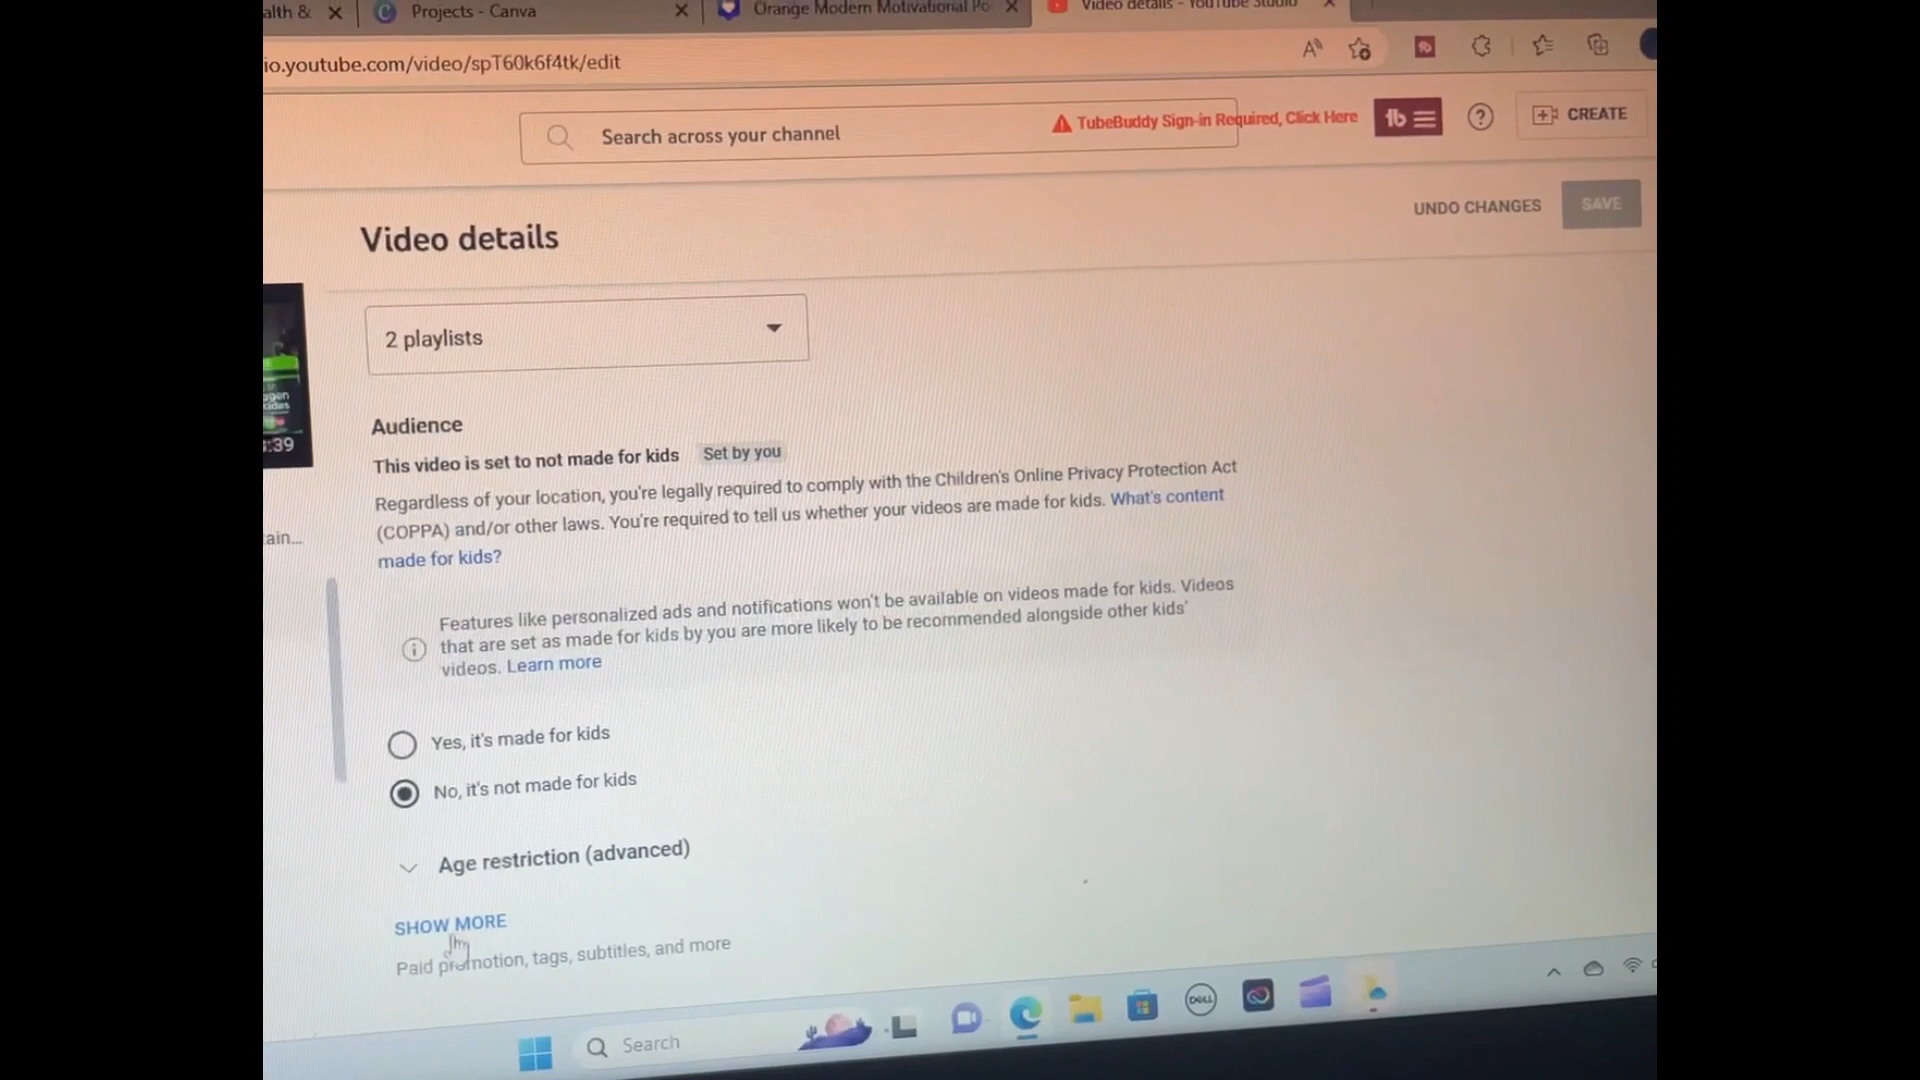 alth &
Projects - Canva
Orange Modern Motivational Po
Video details - YouTube Studio
io.youtube.com/video/spT60k6f4tk/edit
Search across your channel
TubeBuddy Sign-in Required, Click Here
CREATE
Video details
UNDO CHANGES
SAVE
2 playlists
:39
Audience
This video is set to not made for kids Set by you
Regardless of your location, you're legally required to comply with the Children's Online Privacy Protection Act
(COPPA) and/or other laws. You're required to tell us whether your videos are made for kids. What's content
made for kids?
ain...
Features like personalized ads and notifications won't be available on videos made for kids. Videos
that are set as made for kids by you are more likely to be recommended alongside other kids'
videos. Learn more
Yes, it's made for kids
No, it's not made for kids
Age restriction (advanced)
SHOW MORE
Paid promotion, tags, subtitles, and more
Search
DELL